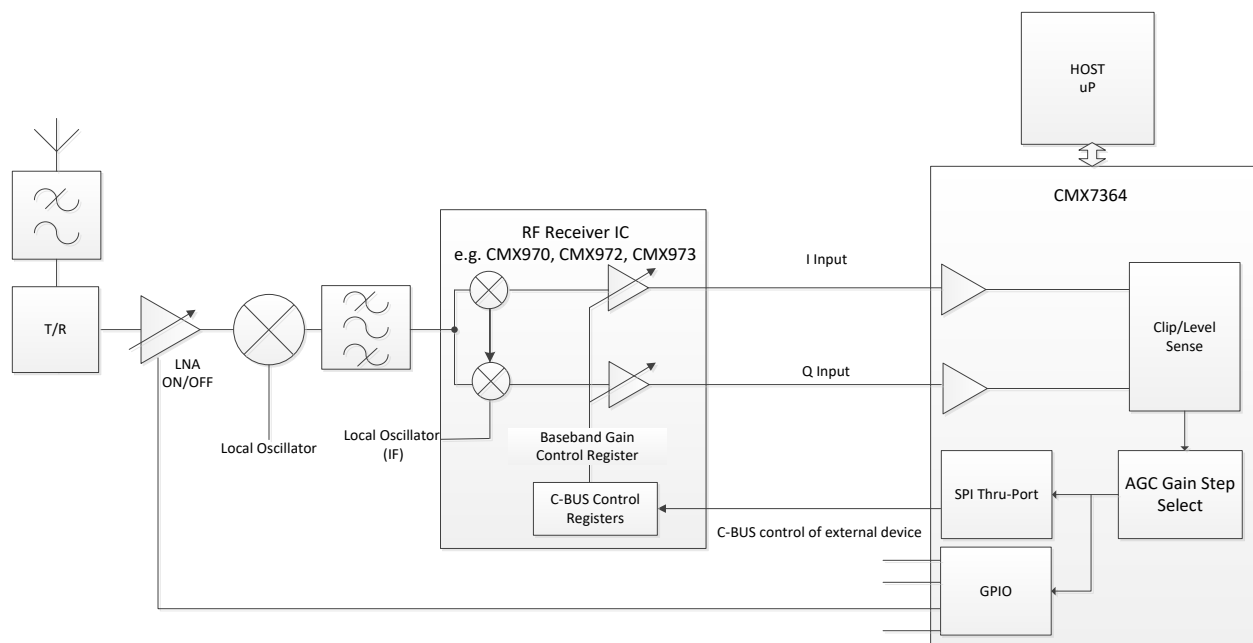 HOST
uP
CMX7364
RF Receiver IC
e.g. CMX970, CMX972, CMX973
I Input
T/R
LNA
ON/OFF
Clip/Level
Sense
Q Input
Local Oscillator
Local Oscillator
(IF)
Baseband Gain
Control Register
C-BUS Control
Registers
SPI Thru-Port
AGC Gain Step
Select
C-BUS control of external device
GPIO